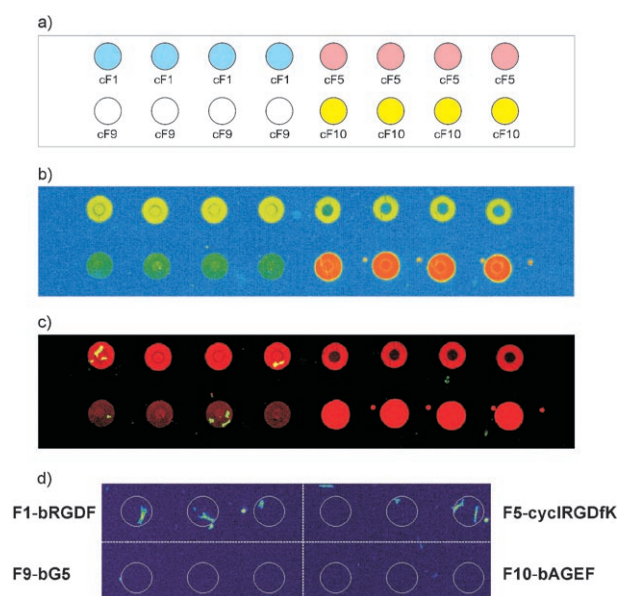 a)
cF1 cF1 cF1 cF1 cF5 cF5 cF5 cF5
cF9 cF9 cF9 cF9 cF10 cF10 cF10 cF10
b)
c)
d)
F1-bRGDF F5-cyclRGDfK
F9-bG5 F10-bAGEF